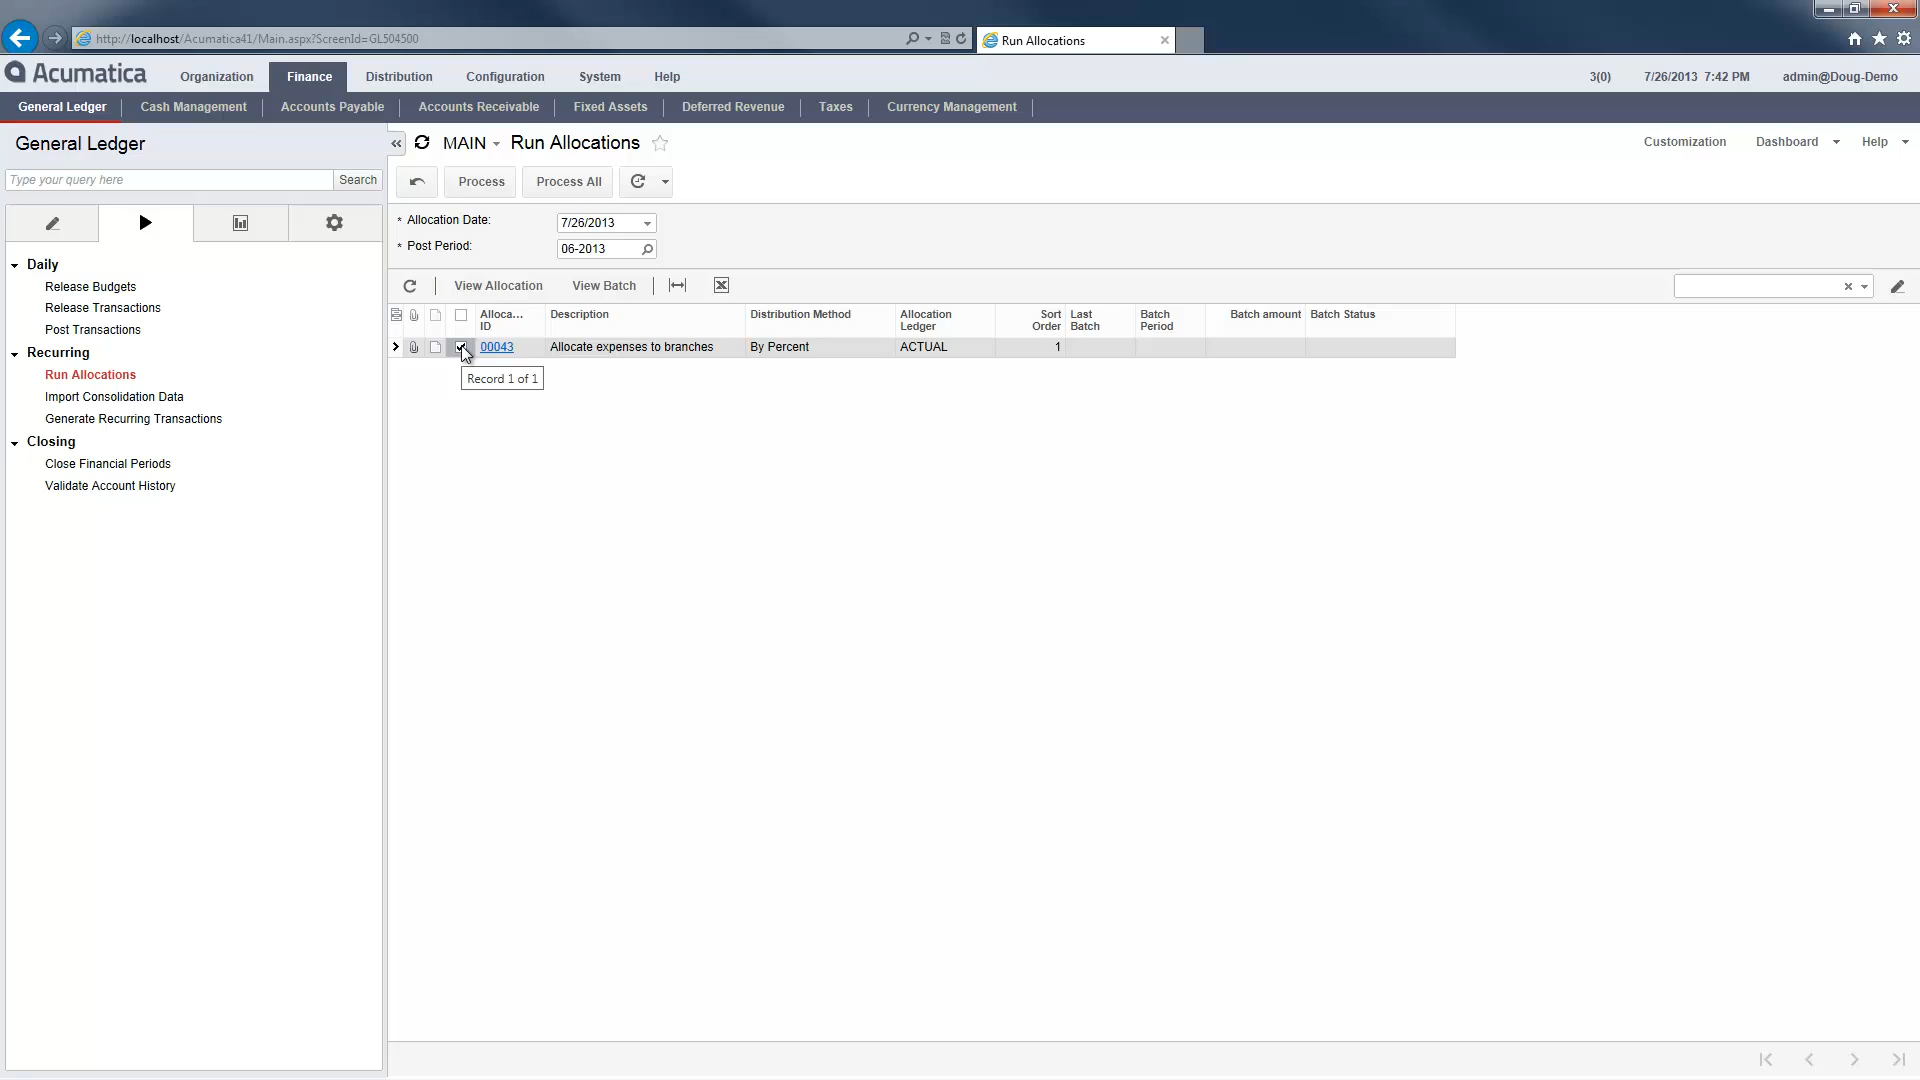 http://localhost/Acumatica41/Main.aspx?ScreenId=GL504500
Run Allocations
Acumatica
Organization Finance Distribution Configuration System Help
3(0) 7/26/2013 7:42 PM admin@Doug-Demo
General Ledger Cash Management Accounts Payable Accounts Receivable Fixed Assets Deferred Revenue Taxes Currency Management
General Ledger
Type your query here Search
Daily
Release Budgets
Release Transactions
Post Transactions
Recurring
Run Allocations
Import Consolidation Data
Generate Recurring Transactions
Closing
Close Financial Periods
Validate Account History
MAIN Run Allocations
Customization Dashboard Help
Process Process All
* Allocation Date: 7/26/2013
* Post Period: 06-2013
View Allocation View Batch
Alloca... ID Description Distribution Method Allocation Ledger Sort Order Last Batch Batch Period Batch amount Batch Status
00043 Allocate expenses to branches By Percent ACTUAL 1
Record 1 of 1